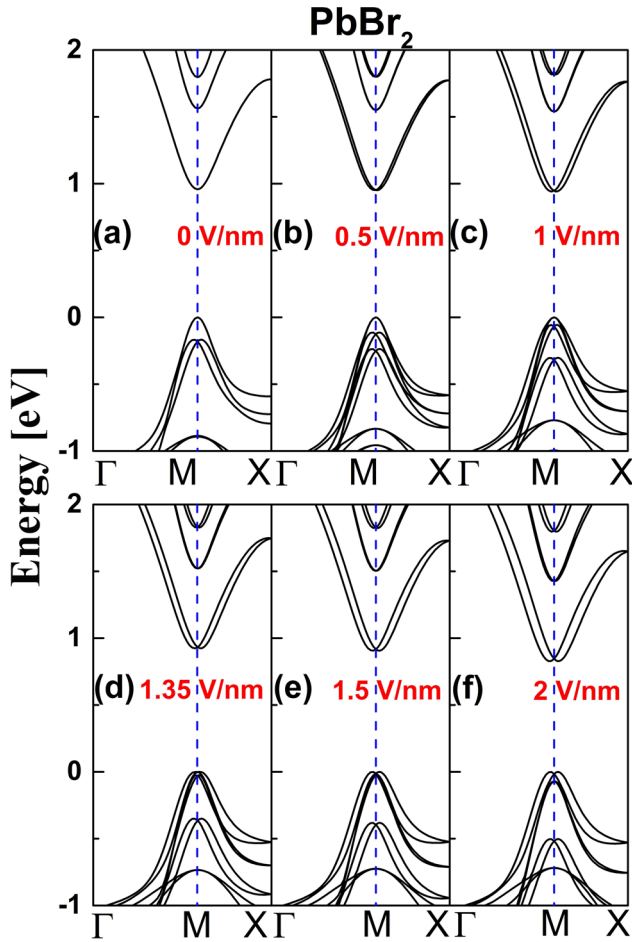 PbBr₂
Energy [eV]
2
1
0
-1
(a) 0 V/nm
(b) 0.5 V/nm
(c) 1 V/nm
Γ M X Γ M X Γ M X
2
1
0
-1
(d) 1.35 V/nm
(e) 1.5 V/nm
(f) 2 V/nm
Γ M X Γ M X Γ M X